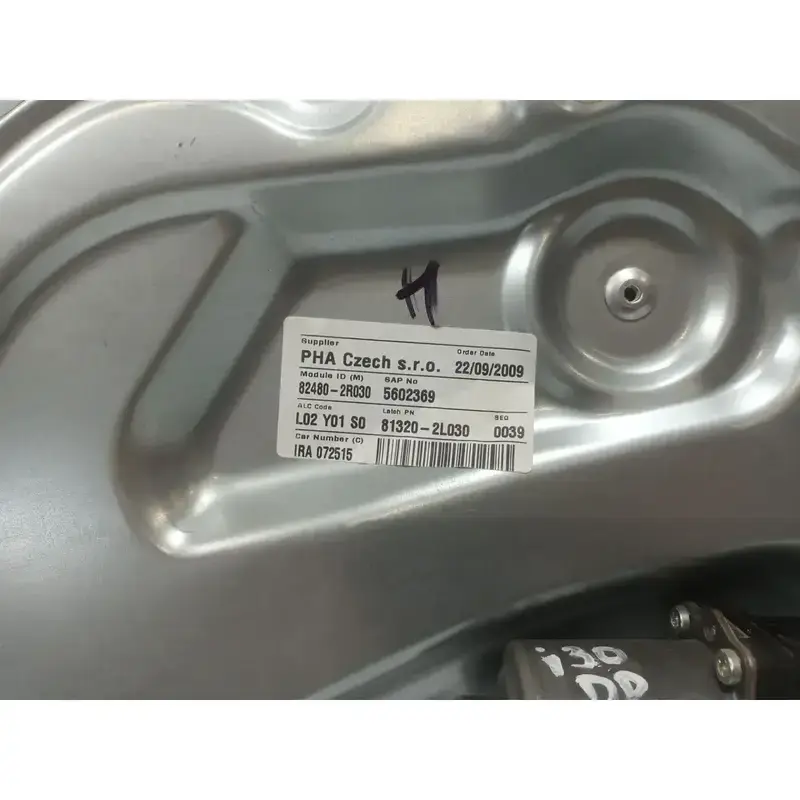 Supplier Order Date
PHA Czech s.r.o. 22/09/2009
Module ID (M) SAP No
82480-2R030 5602369
ALC Code Latch PN SEQ
L02 Y01 S0 81320-2L030 0039
Car Number (C)
IRA 072515
i30
DD